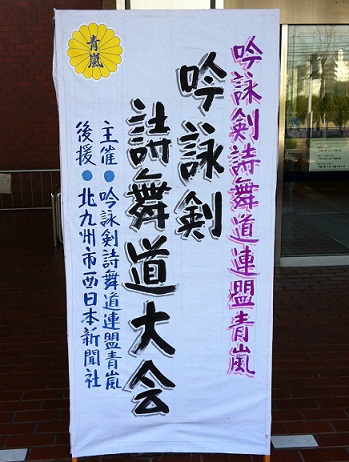 吟詠剣詩舞道連盟青嵐
吟詠剣
詩舞道大会
主催●吟詠剣詩舞道連盟青嵐
後援●北九州市西日本新聞社
青嵐